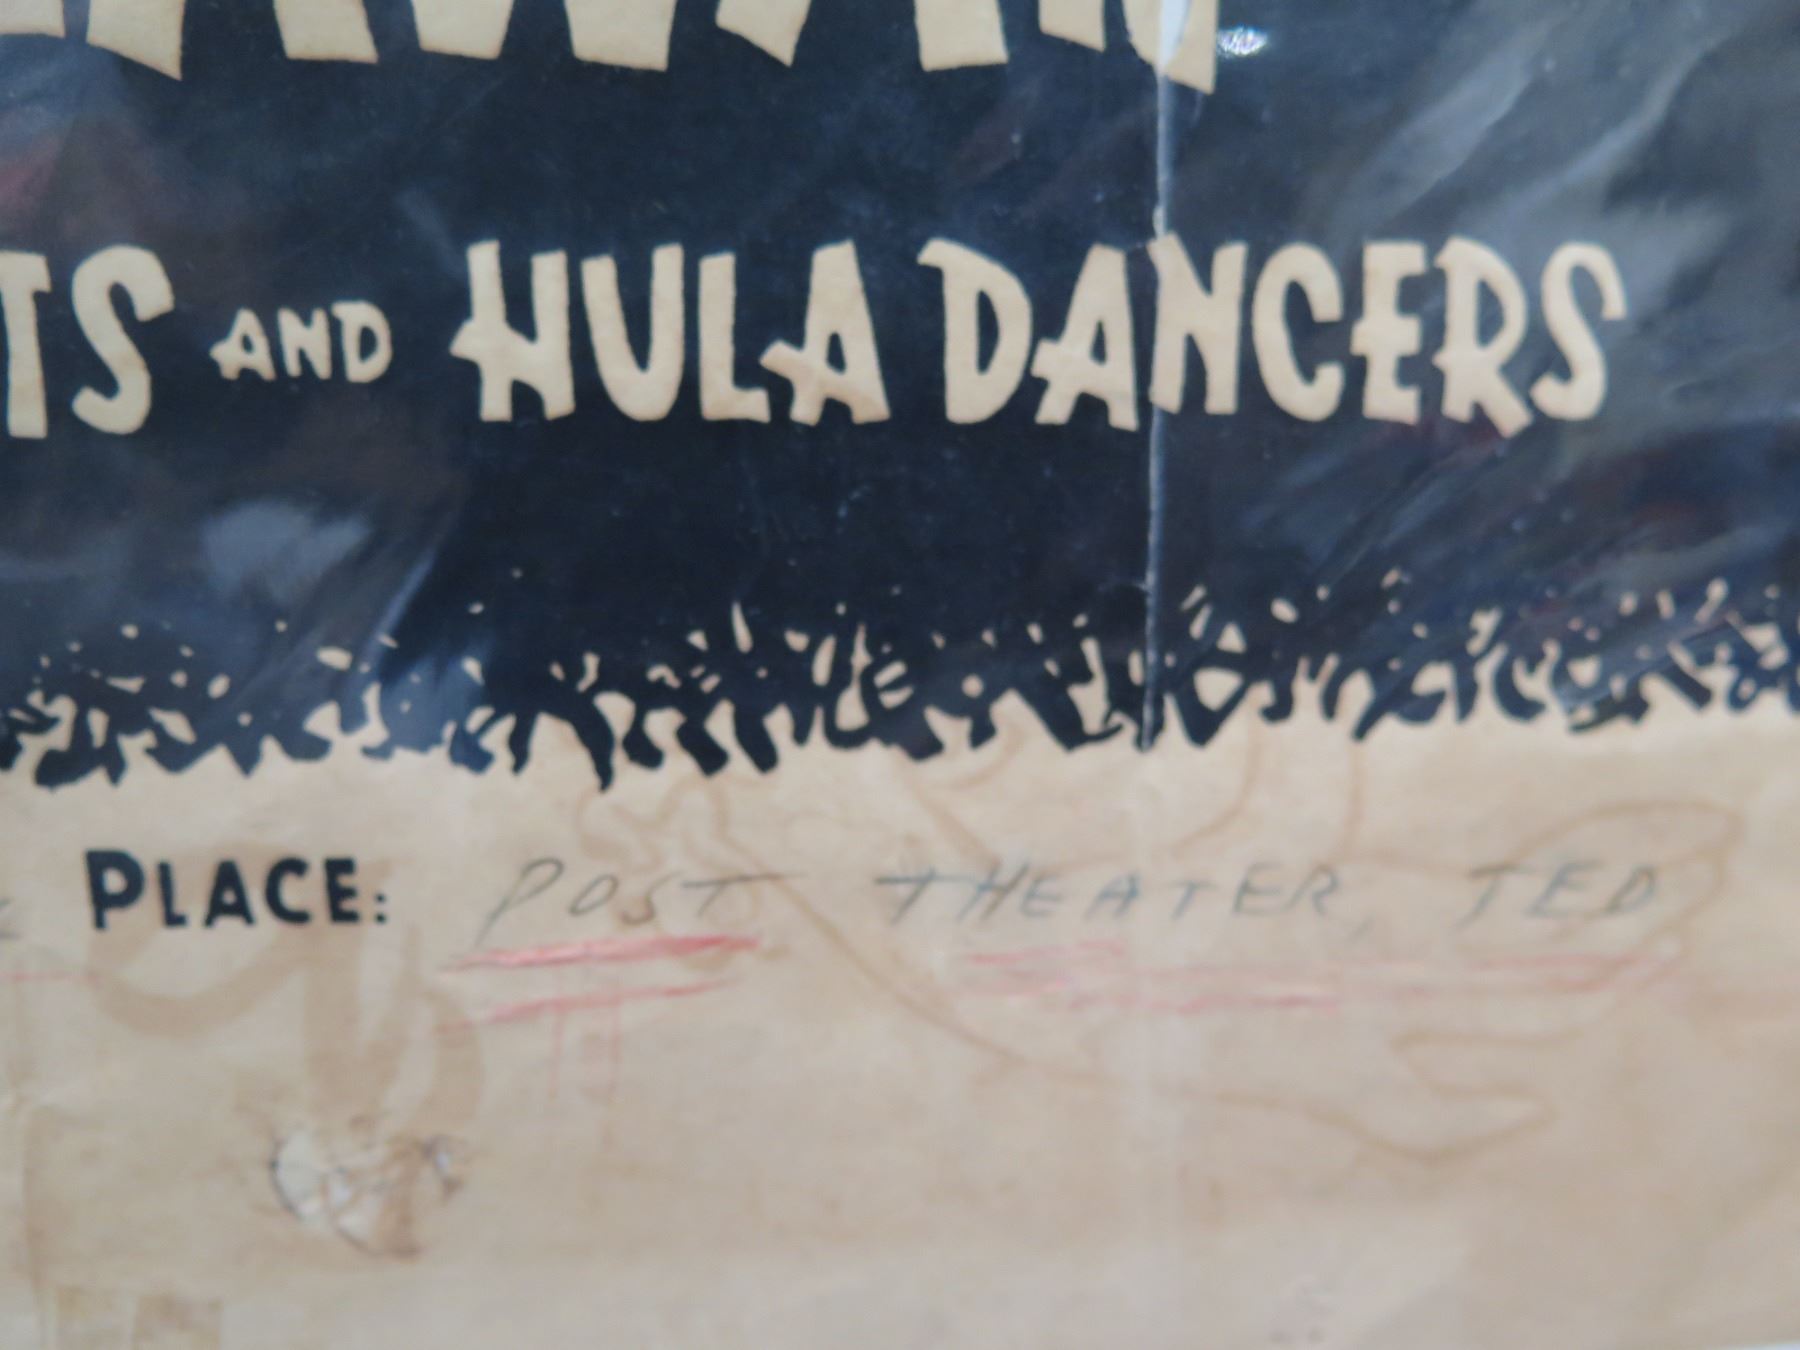 TS AND HULA DANCERS
PLACE: POST THEATER, TED